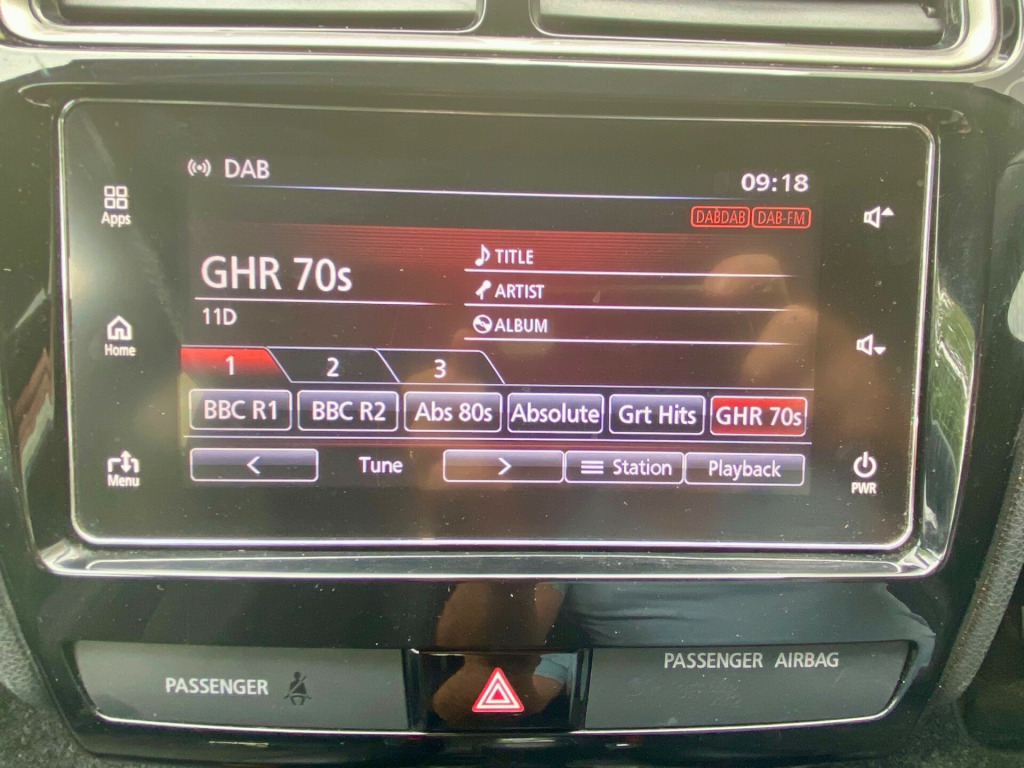 DAB
09:18
Apps
DABDAB DAB-FM
GHR 70s
TITLE
11D
ARTIST
Home
ALBUM
1 2 3
BBC R1 BBC R2 Abs 80s Absolute Grt Hits GHR 70s
< Tune > Station Playback
Menu
PWR
PASSENGER
PASSENGER AIRBAG